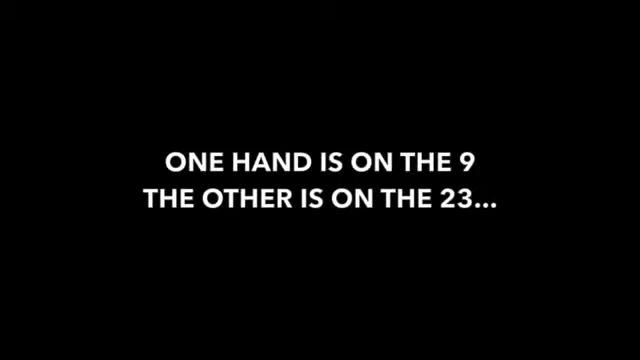 ONE HAND IS ON THE 9
THE OTHER IS ON THE 23...